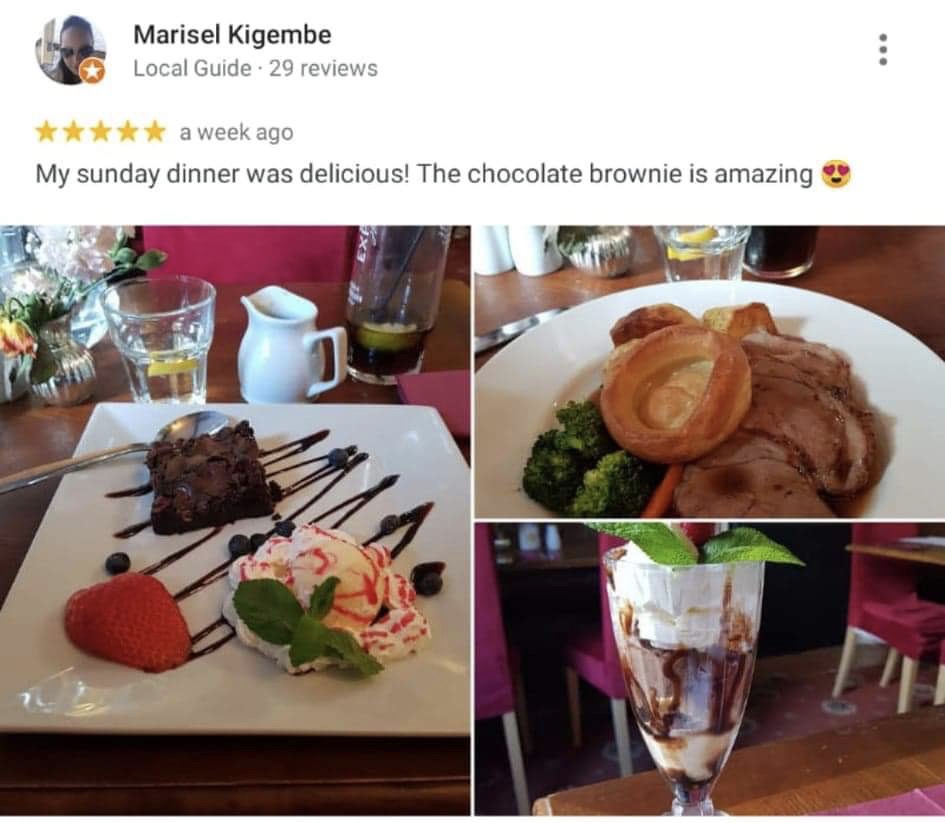 Marisel Kigembe
Local Guide · 29 reviews
a week ago
My sunday dinner was delicious! The chocolate brownie is amazing 😍